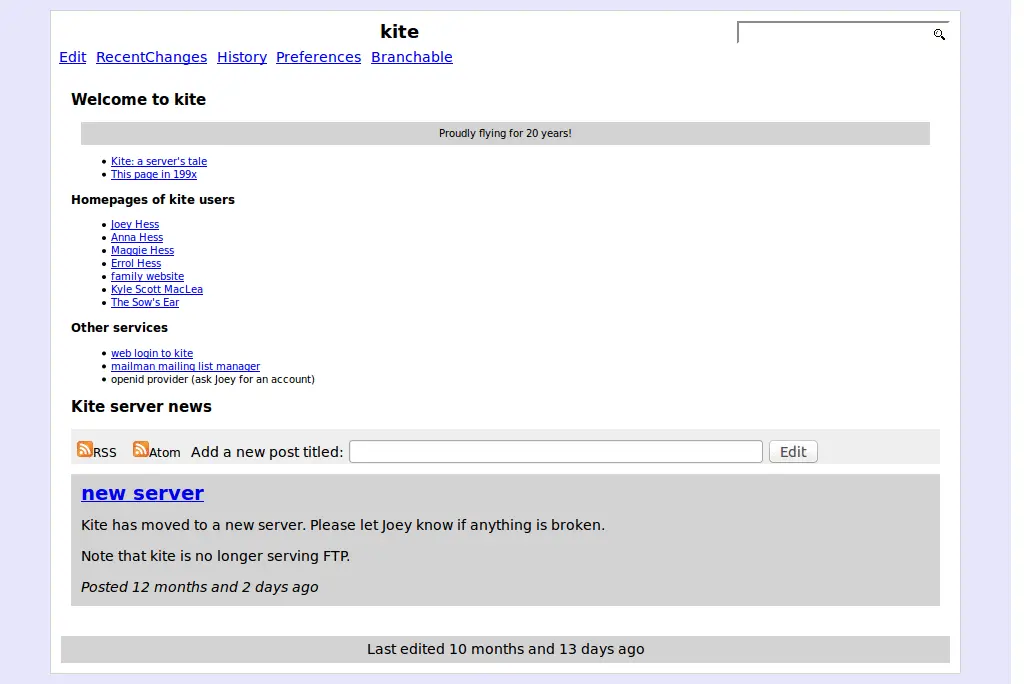 kite
Edit RecentChanges History Preferences Branchable
Welcome to kite
Proudly flying for 20 years!
Kite: a server's tale
This page in 199x
Homepages of kite users
Joey Hess
Anna Hess
Maggie Hess
Errol Hess
family website
Kyle Scott MacLea
The Sow's Ear
Other services
web login to kite
mailman mailing list manager
openid provider (ask Joey for an account)
Kite server news
RSS Atom Add a new post titled: Edit
new server
Kite has moved to a new server. Please let Joey know if anything is broken.
Note that kite is no longer serving FTP.
Posted 12 months and 2 days ago
Last edited 10 months and 13 days ago